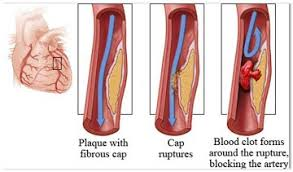 Plaque with
fibrous cap
Cap
ruptures
Blood clot forms
around the rupture,
blocking the artery